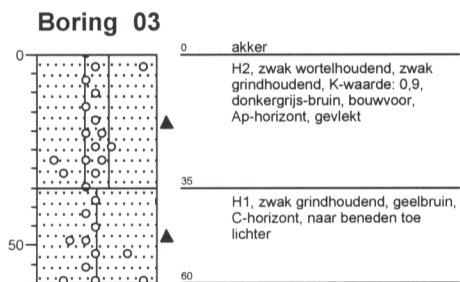 Boring 03
0
0
akker
H2, zwak wortelhoudend, zwak
grindhoudend, K-waarde: 0,9,
donkergrijs-bruin, bouwvoor,
Ap-horizont, gevlekt
35
H1, zwak grindhoudend, geelbruin,
C-horizont, naar beneden toe
lichter
50
60